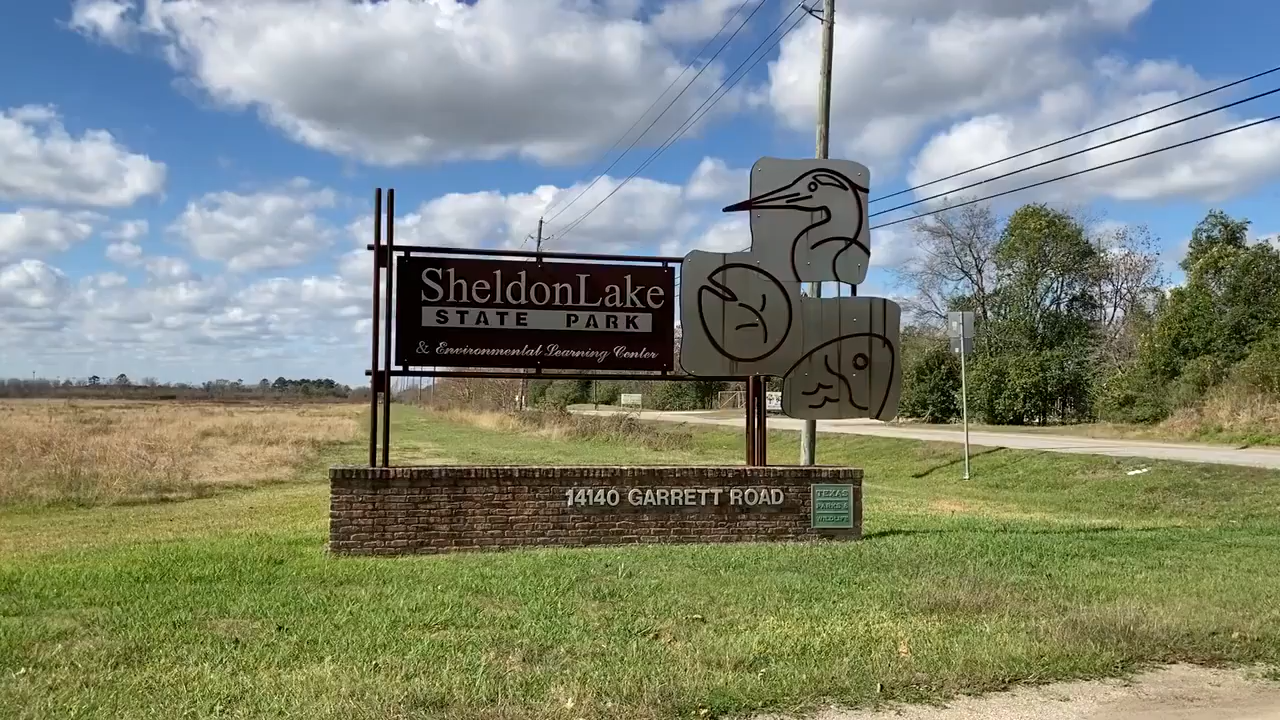 SheldonLake
STATE PARK
& Environmental Learning Center
14140 GARRETT ROAD
TEXAS
PARKS &
WILDLIFE